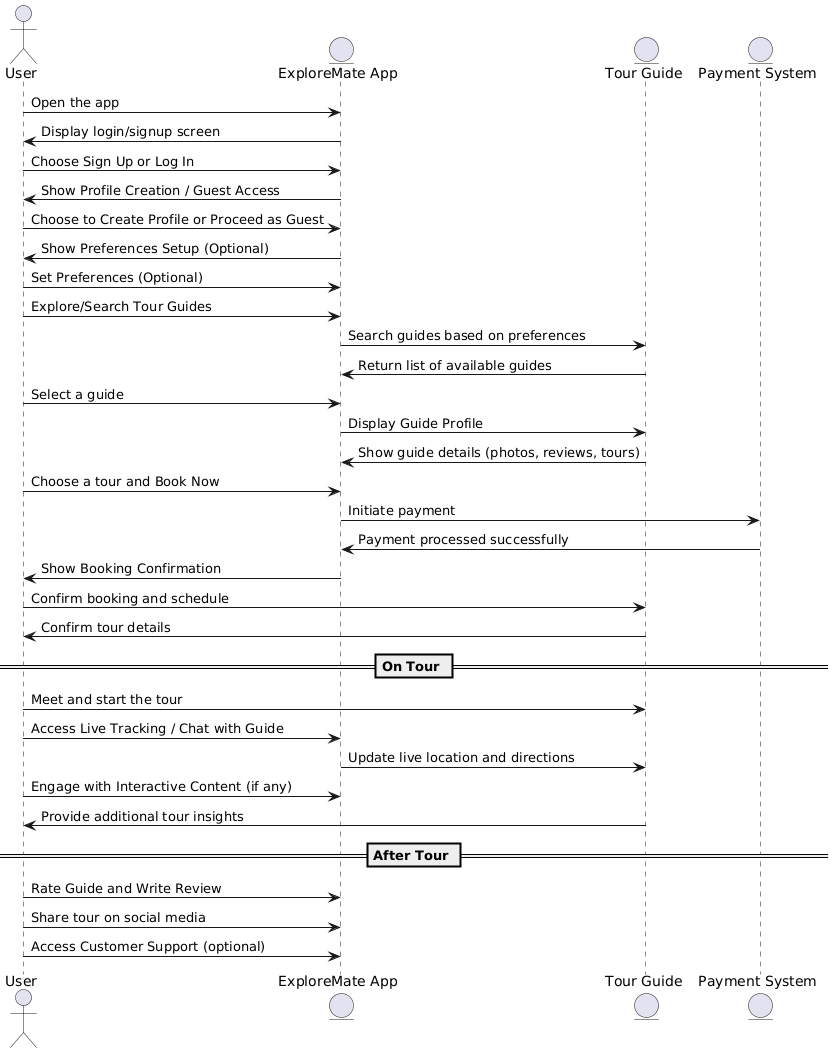 User
ExploreMate App
Tour Guide
Payment System
Open the app
Display login/signup screen
Choose Sign Up or Log In
Show Profile Creation / Guest Access
Choose to Create Profile or Proceed as Guest
Show Preferences Setup (Optional)
Set Preferences (Optional)
Explore/Search Tour Guides
Search guides based on preferences
Return list of available guides
Select a guide
Display Guide Profile
Show guide details (photos, reviews, tours)
Choose a tour and Book Now
Initiate payment
Payment processed successfully
Show Booking Confirmation
Confirm booking and schedule
Confirm tour details
On Tour
Meet and start the tour
Access Live Tracking / Chat with Guide
Update live location and directions
Engage with Interactive Content (if any)
Provide additional tour insights
After Tour
Rate Guide and Write Review
Share tour on social media
Access Customer Support (optional)
User
ExploreMate App
Tour Guide
Payment System